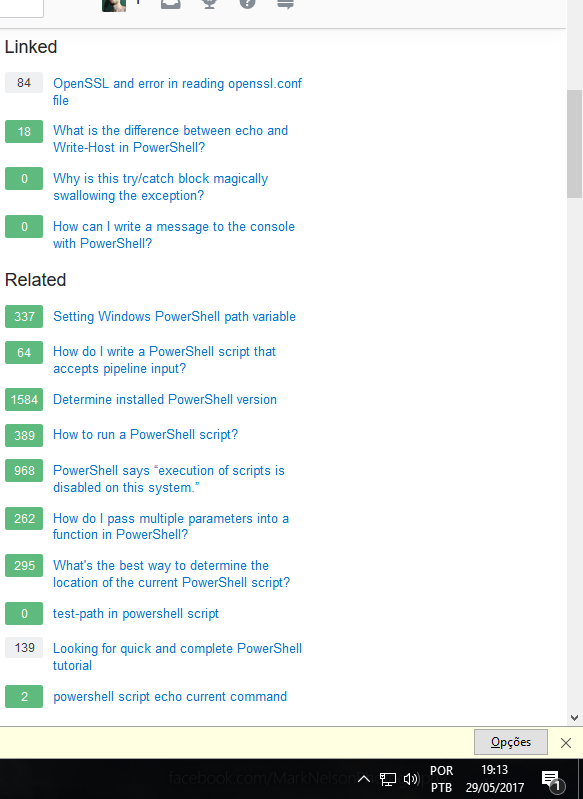 Linked
84
OpenSSL and error in reading openssl.conf
file
18
What is the difference between echo and
Write-Host in PowerShell?
0
Why is this try/catch block magically
swallowing the exception?
0
How can I write a message to the console
with PowerShell?
Related
337
Setting Windows PowerShell path variable
64
How do I write a PowerShell script that
accepts pipeline input?
1584
Determine installed PowerShell version
389
How to run a PowerShell script?
968
PowerShell says “execution of scripts is
disabled on this system.”
262
How do I pass multiple parameters into a
function in PowerShell?
295
What's the best way to determine the
location of the current PowerShell script?
0
test-path in powershell script
139
Looking for quick and complete PowerShell
tutorial
2
powershell script echo current command
Opções
POR
PTB
19:13
29/05/2017
1